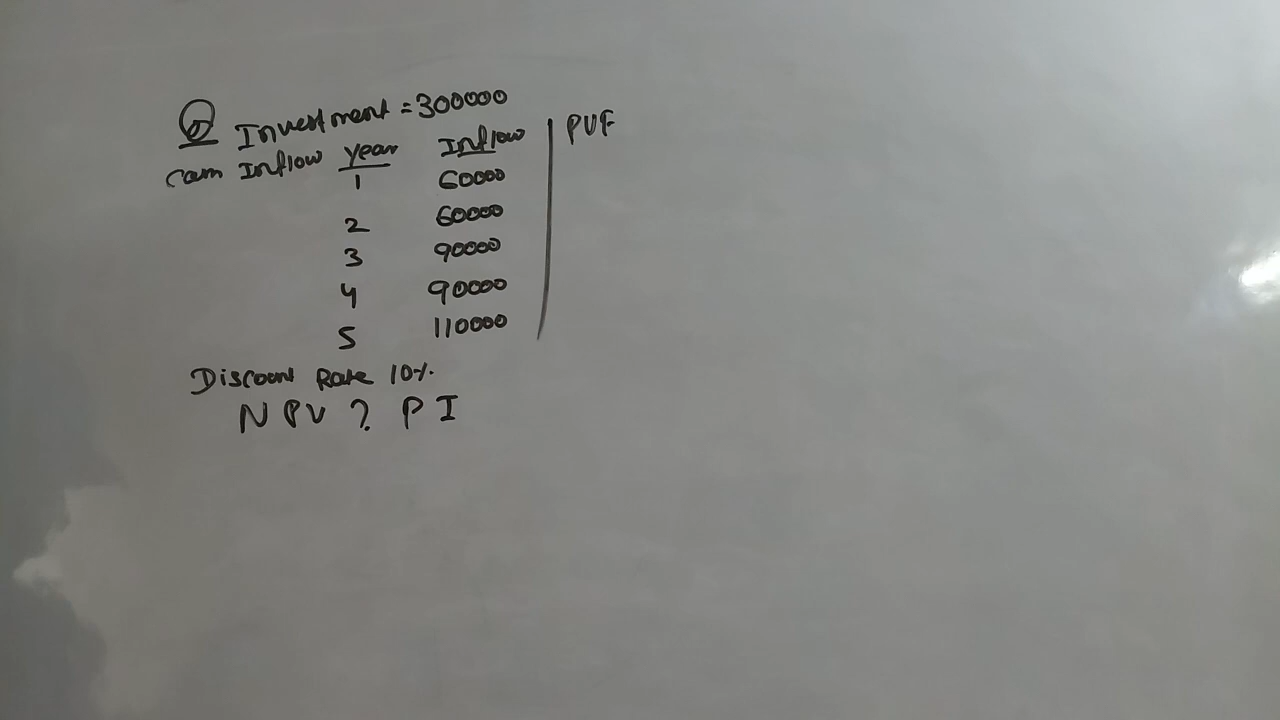 Q Investment = 300000
Cash Inflow Year Inflow PVF
1 60000
2 60000
3 90000
4 90000
5 110000
Discount Rate 10%.
NPV? PI